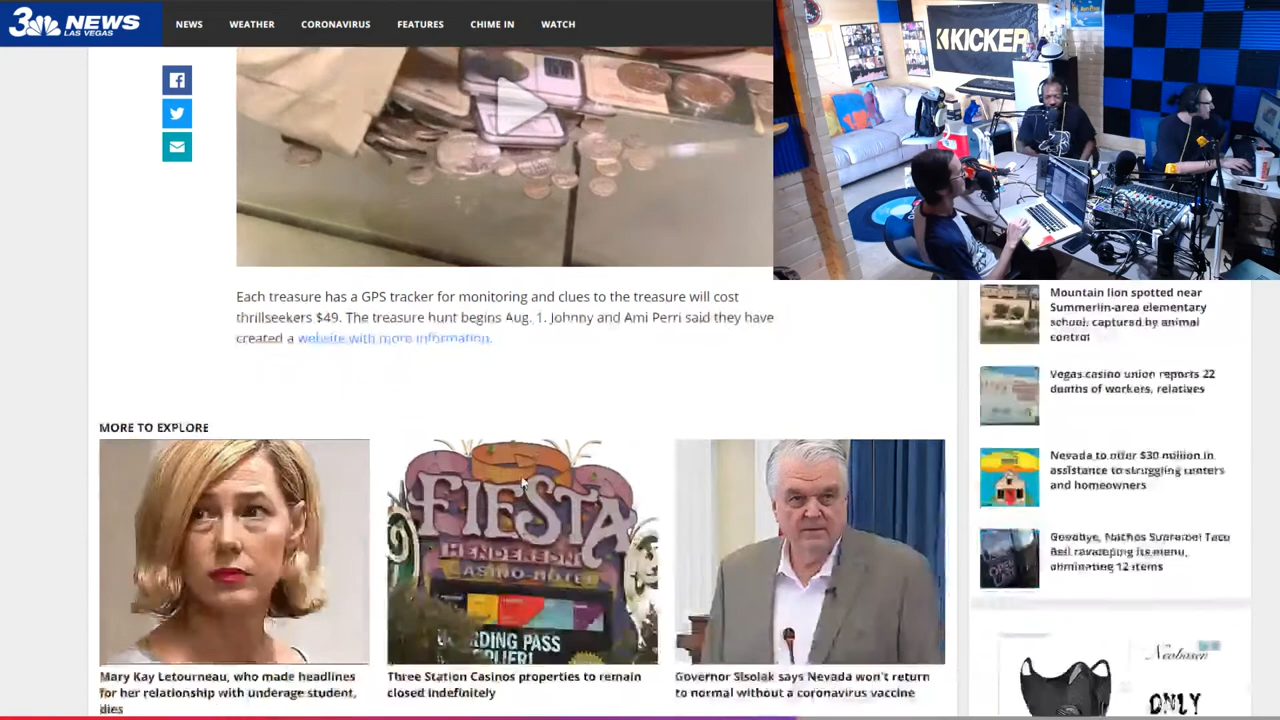 3 NEWS
LAS VEGAS
NEWS
WEATHER
CORONAVIRUS
FEATURES
CHIME IN
WATCH
KICKER
Each treasure has a GPS tracker for monitoring and clues to the treasure will cost
thrillseekers $49. The treasure hunt begins Aug. 1. Johnny and Ami Perri said they have
created a website with more information.
Mountain lion spotted near
Summerlin-area elementary
school, captured by animal
control
Vegas casino union reports 22
deaths of workers, relatives
Nevada to offer $30 million in
assistance to struggling renters
and homeowners
Goodbye, Nachos Supreme! Taco
Bell revamping its menu,
eliminating 12 items
MORE TO EXPLORE
FIESTA
HENDERSON
CASINO-HOTEL
BOARDING PASS
OPEN
Mary Kay Letourneau, who made headlines
for her relationship with underage student,
dies
Three Station Casinos properties to remain
closed indefinitely
Governor Sisolak says Nevada won't return
to normal without a coronavirus vaccine
ONLY